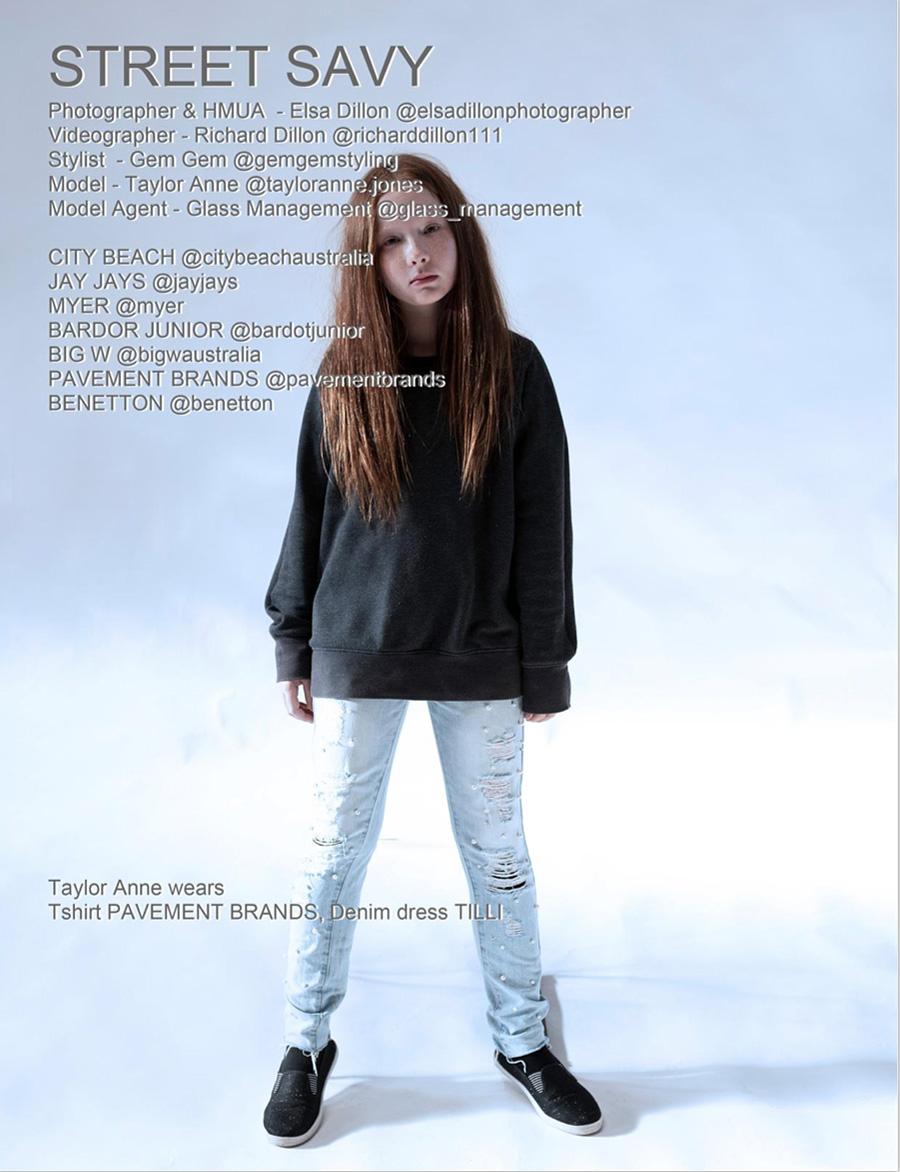 STREET SAVY
Photographer & HMUA - Elsa Dillon @elsadillonphotographer
Videographer - Richard Dillon @richarddillon111
Stylist - Gem Gem @gemgemstyling
Model - Taylor Anne @tayloranne.jones
Model Agent - Glass Management @glass_management
CITY BEACH @citybeachaustralia
JAY JAYS @jayjays
MYER @myer
BARDOR JUNIOR @bardotjunior
BIG W @bigwaustralia
PAVEMENT BRANDS @pavementbrands
BENETTON @benetton
Taylor Anne wears
Tshirt PAVEMENT BRANDS, Denim dress TILLI